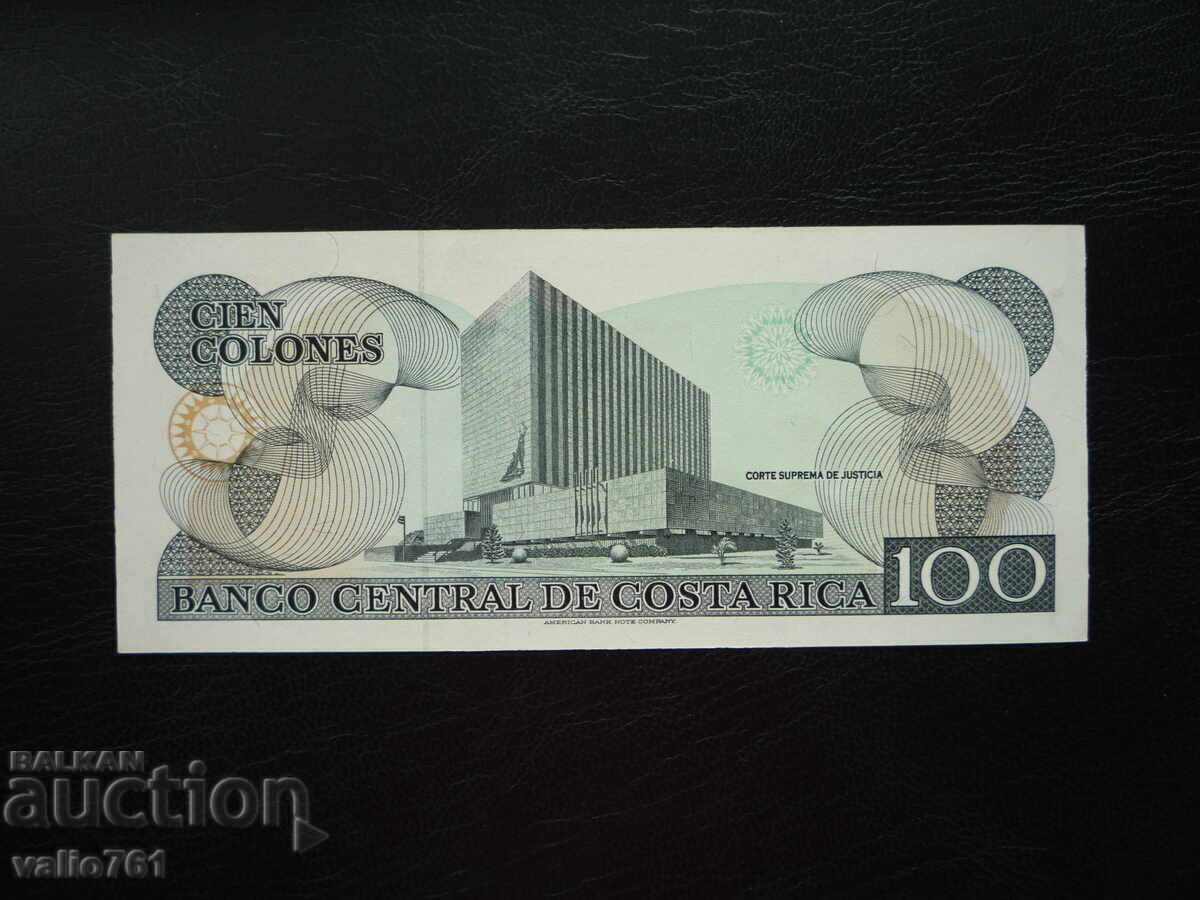 CIEN
COLONES
CORTE SUPREMA DE JUSTICIA
BANCO CENTRAL DE COSTA RICA
100
AMERICAN BANK NOTE COMPANY.
BALKAN
auction
valio761